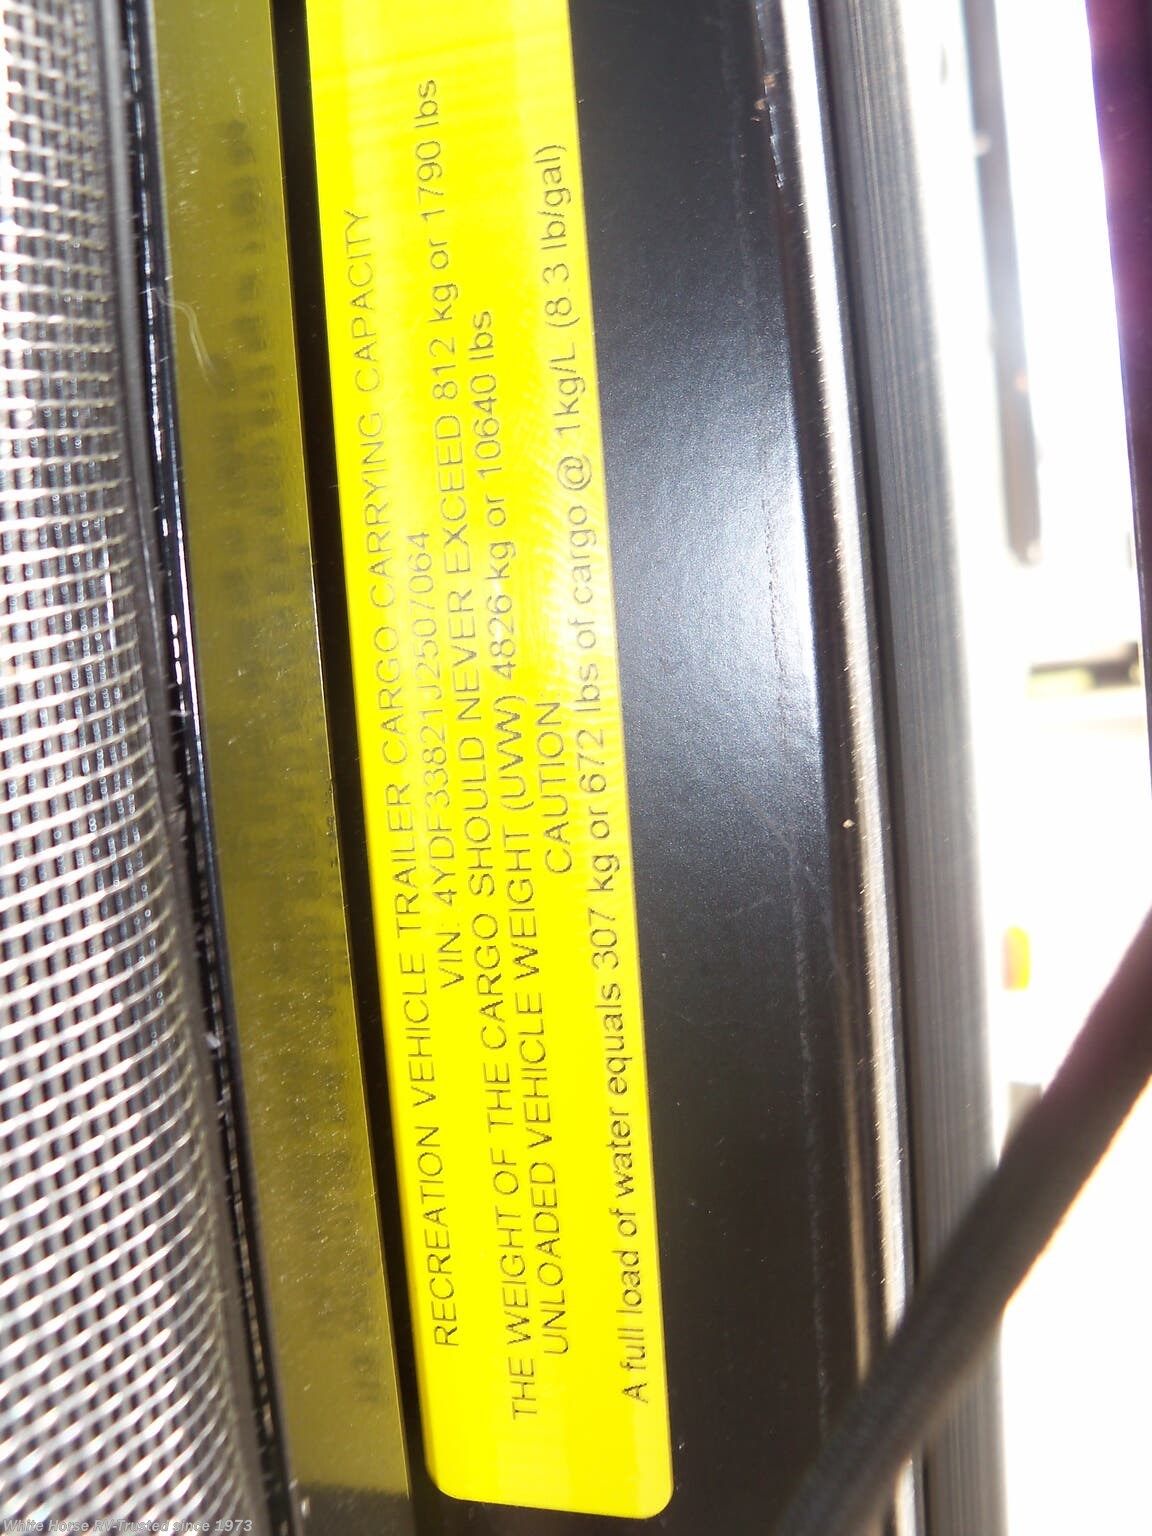 RECREATION VEHICLE TRAILER CARGO CARRYING CAPACITY
VIN: 4YDF33821J2507064
THE WEIGHT OF THE CARGO SHOULD NEVER EXCEED 812 kg or 1790 lbs
UNLOADED VEHICLE WEIGHT (UVW) 4826 kg or 10640 lbs
CAUTION:
A full load of water equals 307 kg or 672 lbs of cargo @ 1kg/L (8.3 lb/gal)
White Horse RV-Trusted since 1973